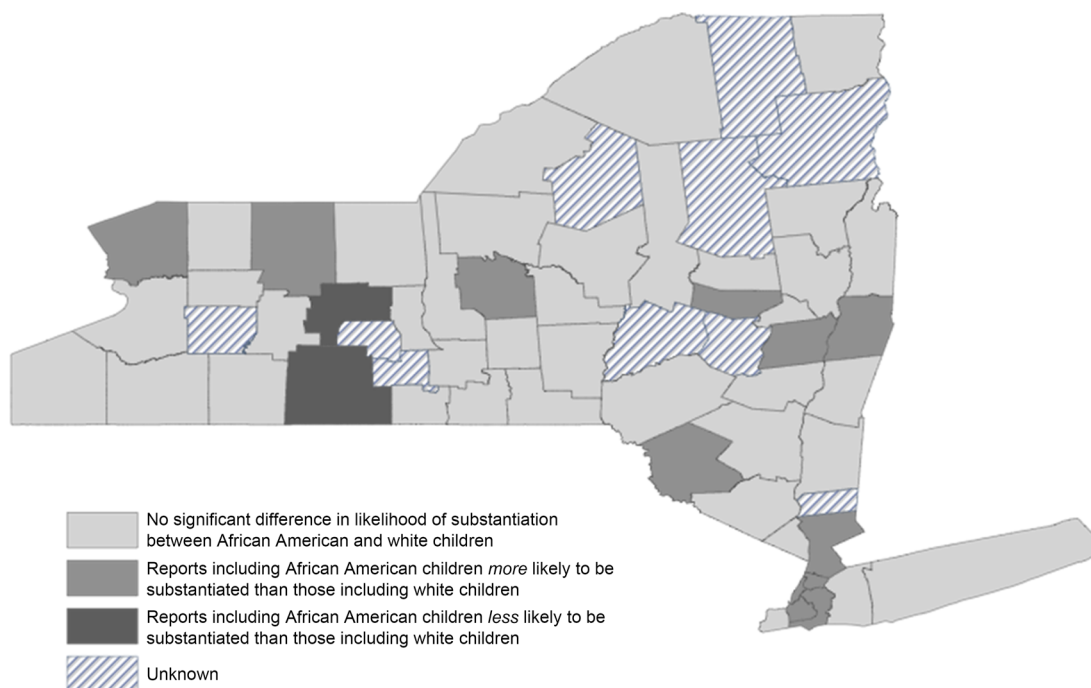 No significant difference in likelihood of substantiation
between African American and white children
Reports including African American children more likely to be
substantiated than those including white children
Reports including African American children less likely to be
substantiated than those including white children
Unknown